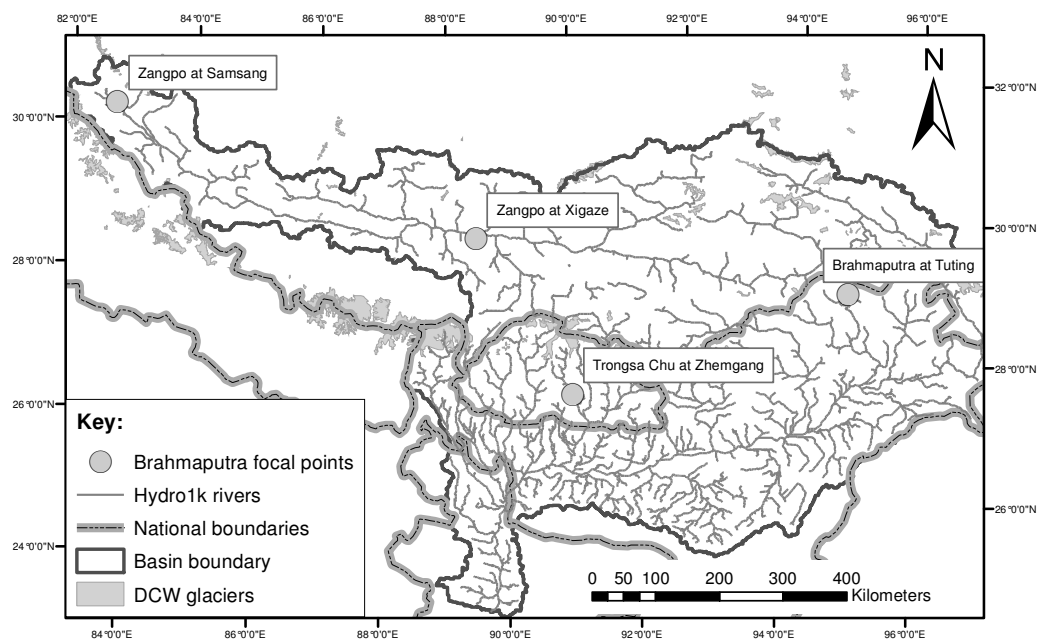 82°0'0"E 84°0'0"E 86°0'0"E 88°0'0"E 90°0'0"E 92°0'0"E 94°0'0"E 96°0'0"E
Zangpo at Samsang
N
32°0'0"N
30°0'0"N
Zangpo at Xigaze
30°0'0"N
28°0'0"N
Brahmaputra at Tuting
Trongsa Chu at Zhemgang
28°0'0"N
26°0'0"N
Key:
Brahmaputra focal points
Hydro1k rivers
26°0'0"N
National boundaries
24°0'0"N
Basin boundary
DCW glaciers
0 50 100 200 300 400
Kilometers
84°0'0"E 86°0'0"E 88°0'0"E 90°0'0"E 92°0'0"E 94°0'0"E 96°0'0"E